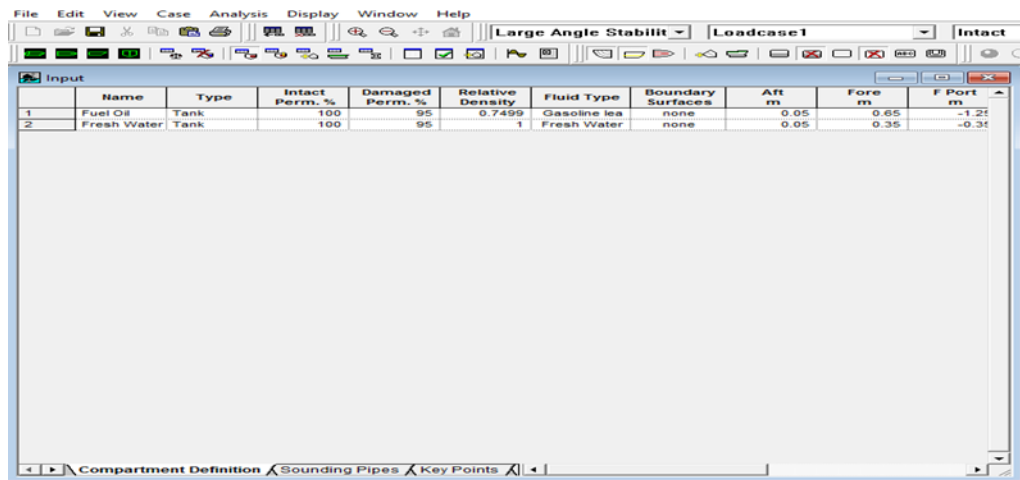 File Edit View Case Analysis Display Window Help
Large Angle Stabilit Loadcase1 Intact
Input
Name Type Intact Perm. % Damaged Perm. % Relative Density Fluid Type Boundary Surfaces Aft m Fore m F Port m
1 Fuel Oil Tank 100 95 0.7499 Gasoline lea none 0.05 0.65 -1.25
2 Fresh Water Tank 100 95 1 Fresh Water none 0.05 0.35 -0.35
Compartment Definition Sounding Pipes Key Points